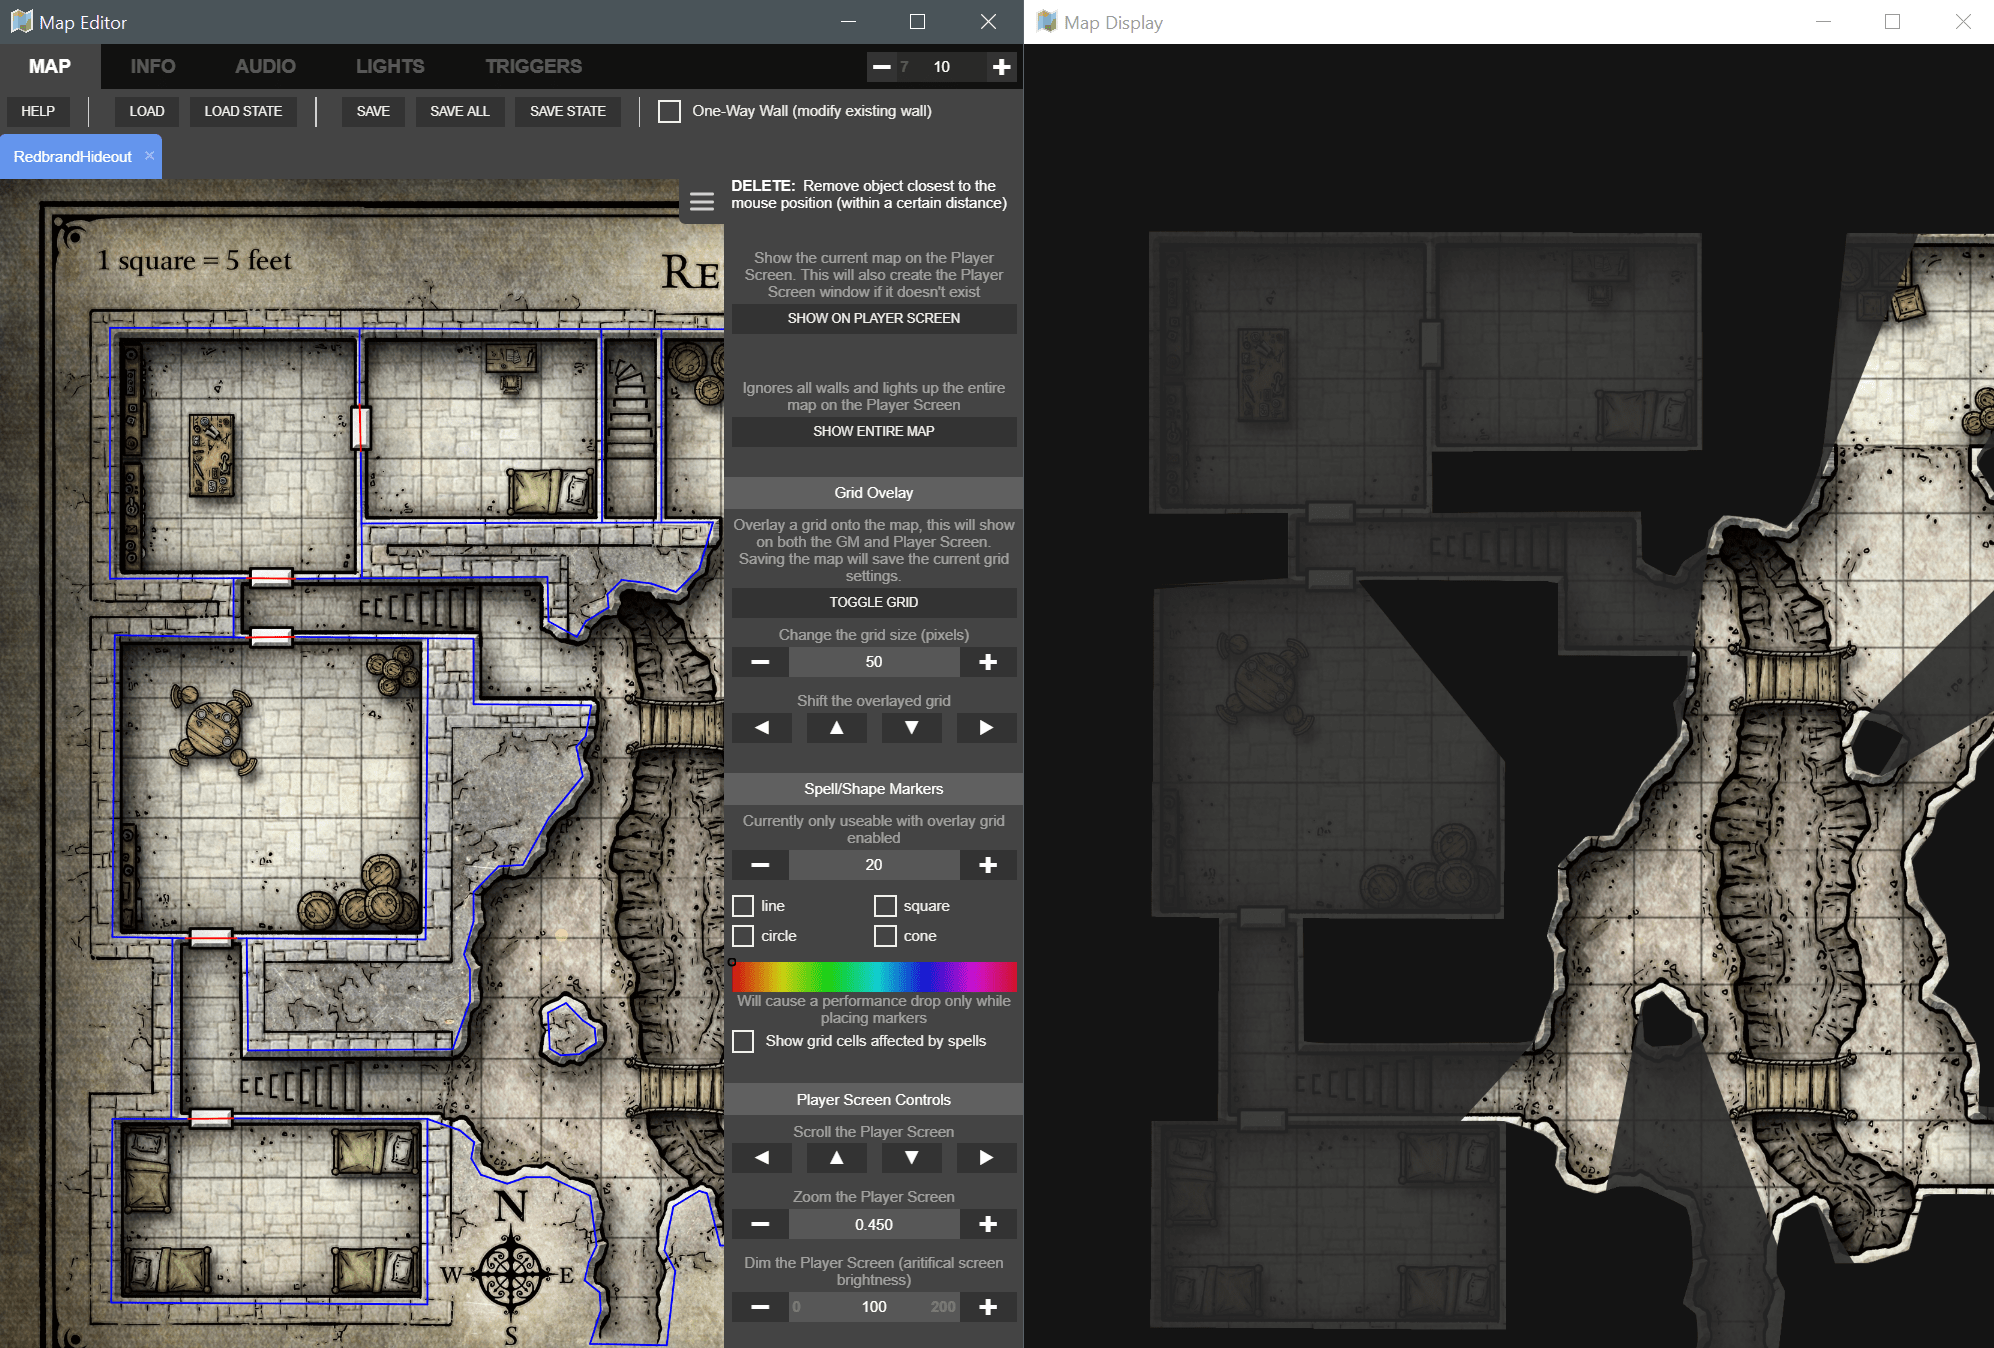 Map Editor
Map Display
MAP INFO AUDIO LIGHTS TRIGGERS 7 10
HELP LOAD LOAD STATE SAVE SAVE ALL SAVE STATE One-Way Wall (modify existing wall)
RedbrandHideout
1 square = 5 feet
RE
DELETE: Remove object closest to the
mouse position (within a certain distance)
Show the current map on the Player
Screen. This will also create the Player
Screen window if it doesn't exist
SHOW ON PLAYER SCREEN
Ignores all walls and lights up the entire
map on the Player Screen
SHOW ENTIRE MAP
Grid Ovelay
Overlay a grid onto the map, this will show
on both the GM and Player Screen.
Saving the map will save the current grid
settings.
TOGGLE GRID
Change the grid size (pixels)
50
Shift the overlayed grid
Spell/Shape Markers
Currently only useable with overlay grid
enabled
20
line square
circle cone
Will cause a performance drop only while
placing markers
Show grid cells affected by spells
Player Screen Controls
Scroll the Player Screen
Zoom the Player Screen
0.450
Dim the Player Screen (aritifical screen
brightness)
0 100 200
N
W E
S